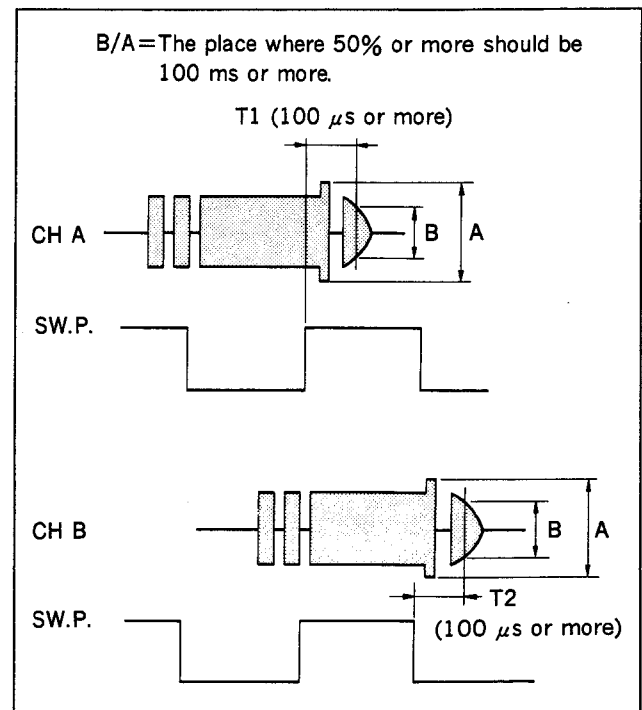 B/A=The place where 50% or more should be
100 ms or more.
T1 (100 μs or more)
CH A
B
A
SW.P.
CH B
B
A
T2
SW.P.
(100 μs or more)